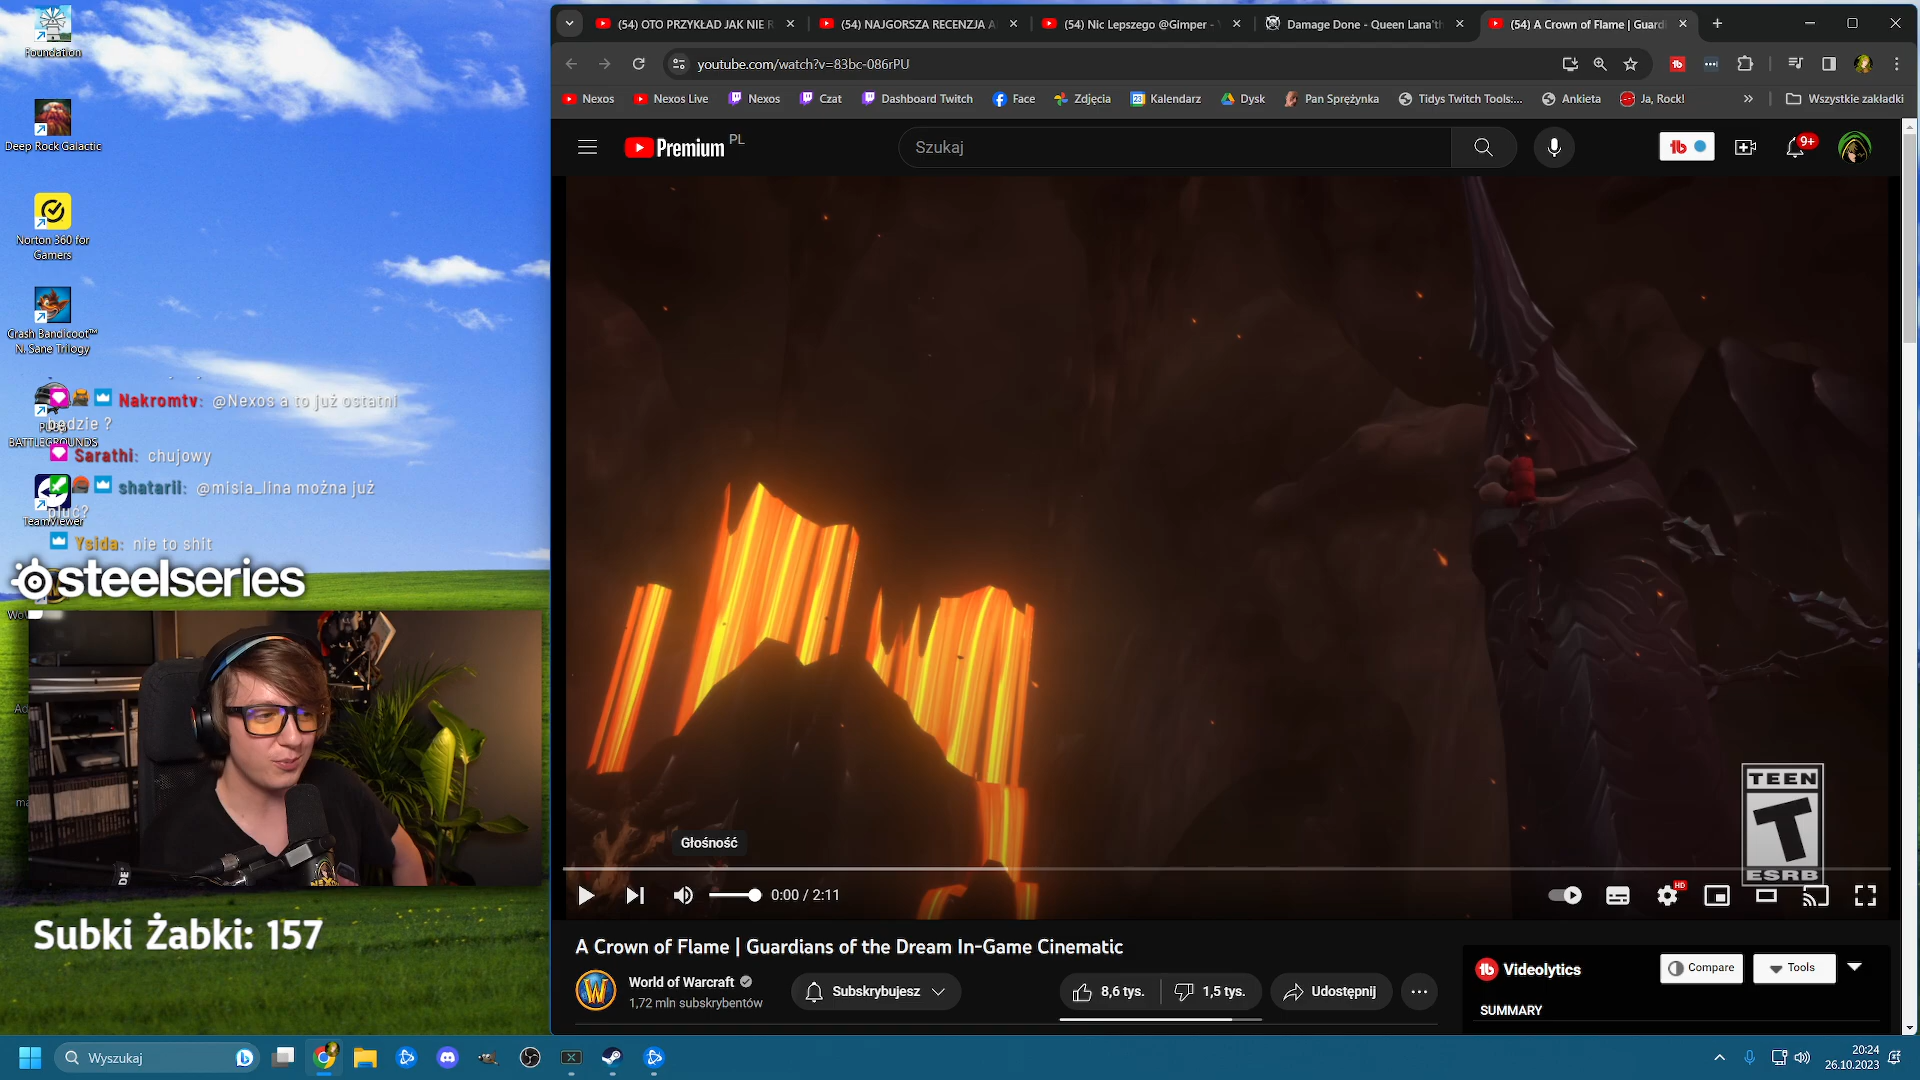 Foundation
Deep Rock Galactic
Norton 360 for
Gamers
Crash Bandicoot™
N. Sane Trilogy
BATTLEGROUNDS
TeamViewer
Nakromtv: @Nexos a to już ostatni
będzie ?
Sarathi: chujowy
shatarii: @misia_lina można już
pluć?
Ysida: nie to shit
steelseries
Subki Żabki: 157
(54) OTO PRZYKŁAD JAK NIE R
(54) NAJGORSZA RECENZJA A
(54) Nic Lepszego @Gimper - Y
Damage Done - Queen Lana'th
(54) A Crown of Flame | Guardi
youtube.com/watch?v=83bc-086rPU
Nexos
Nexos Live
Nexos
Czat
Dashboard Twitch
Face
Zdjęcia
23
Kalendarz
Dysk
Pan Sprężynka
Tidys Twitch Tools:...
Ankieta
Ja, Rock!
Wszystkie zakładki
Premium PL
Szukaj
9+
TEEN
T
ESRB
Głośność
0:00 / 2:11
HD
A Crown of Flame | Guardians of the Dream In-Game Cinematic
World of Warcraft
1,72 mln subskrybentów
Subskrybujesz
8,6 tys.
1,5 tys.
Udostępnij
Videolytics
Compare
Tools
SUMMARY
Wyszukaj
20:24
26.10.2023